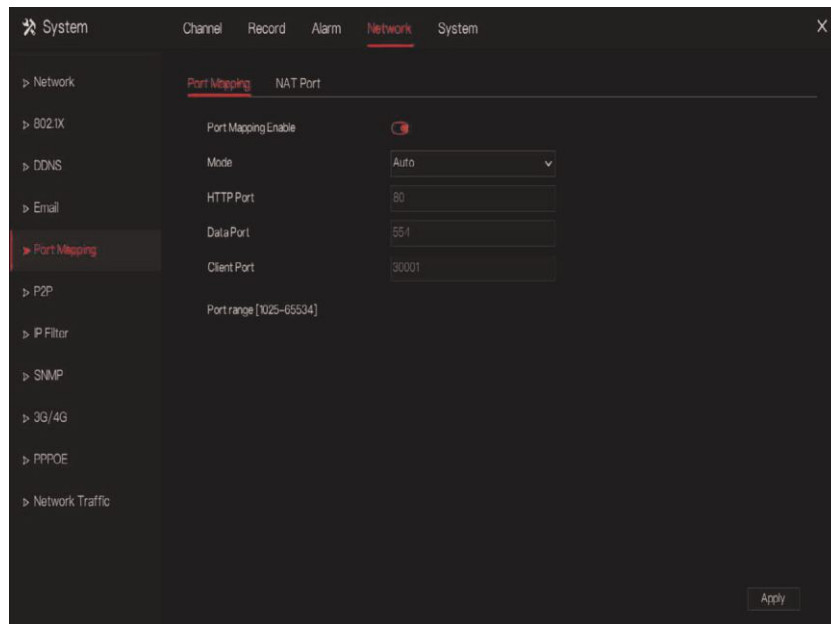 System
Channel Record Alarm Network System X
Network
802.1X
DDNS
Email
Port Mapping
P2P
IP Filter
SNMP
3G/4G
PPPOE
Network Traffic
Port Mapping NAT Port
Port Mapping Enable
Mode Auto
HTTP Port 80
Data Port 554
Client Port 30001
Port range [1025-65534]
Apply